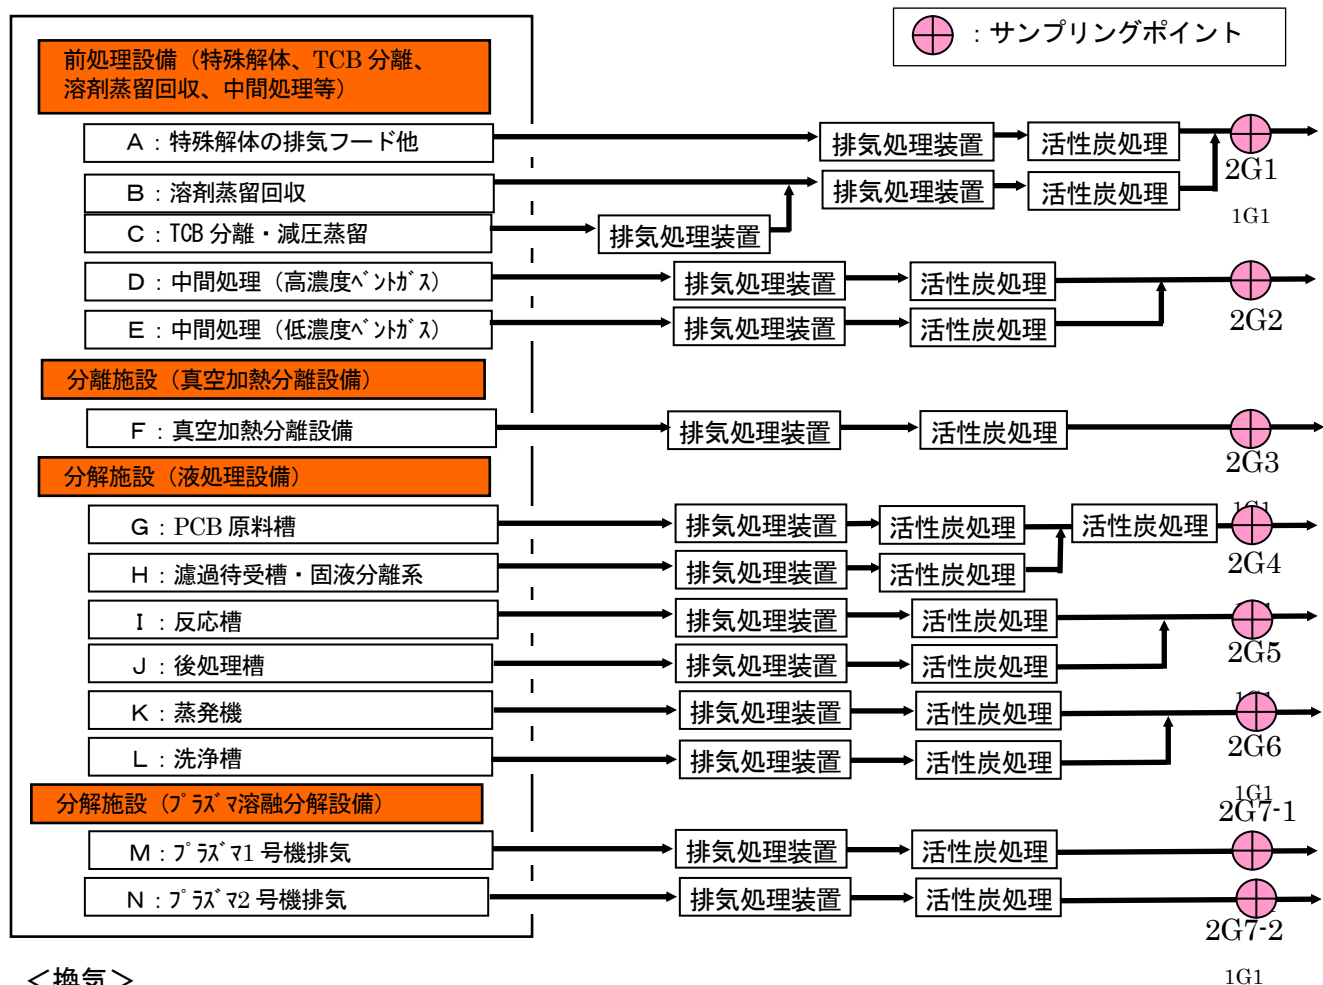 ：サンプリングポイント
前処理設備（特殊解体、TCB 分離、
溶剤蒸留回収、中間処理等）
A：特殊解体の排気フード他
排気処理装置
活性炭処理
2G1
B：溶剤蒸留回収
排気処理装置
活性炭処理
1G1
C：TCB 分離・減圧蒸留
排気処理装置
D：中間処理（高濃度ﾍﾞﾝﾄｶﾞｽ）
排気処理装置
活性炭処理
2G2
E：中間処理（低濃度ﾍﾞﾝﾄｶﾞｽ）
排気処理装置
活性炭処理
分離施設（真空加熱分離設備）
F：真空加熱分離設備
排気処理装置
活性炭処理
2G3
分解施設（液処理設備）
1G1
G：PCB 原料槽
排気処理装置
活性炭処理
活性炭処理
2G4
H：濾過待受槽・固液分離系
排気処理装置
活性炭処理
I：反応槽
排気処理装置
活性炭処理
2G5
J：後処理槽
排気処理装置
活性炭処理
1G1
K：蒸発機
排気処理装置
活性炭処理
2G6
L：洗浄槽
排気処理装置
活性炭処理
1G1
分解施設（ﾌﾟﾗｽﾞﾏ溶融分解設備）
2G7-1
M：ﾌﾟﾗｽﾞﾏ1 号機排気
排気処理装置
活性炭処理
N：ﾌﾟﾗｽﾞﾏ2 号機排気
排気処理装置
活性炭処理
2G7-2
1G1
＜換気＞